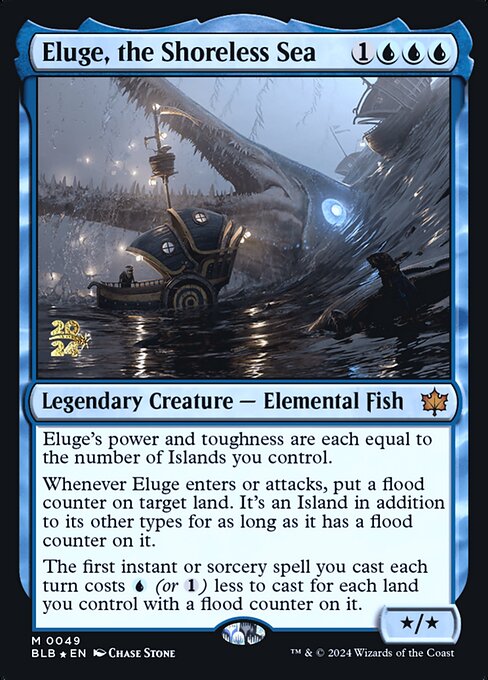 Eluge, the Shoreless Sea 1
2024
Legendary Creature — Elemental Fish
Eluge's power and toughness are each equal to
the number of Islands you control.
Whenever Eluge enters or attacks, put a flood
counter on target land. It's an Island in addition
to its other types for as long as it has a flood
counter on it.
The first instant or sorcery spell you cast each
turn costs (or 1) less to cast for each land
you control with a flood counter on it.
★/★
M 0049
BLB ★ EN Chase Stone
™ & © 2024 Wizards of the Coast